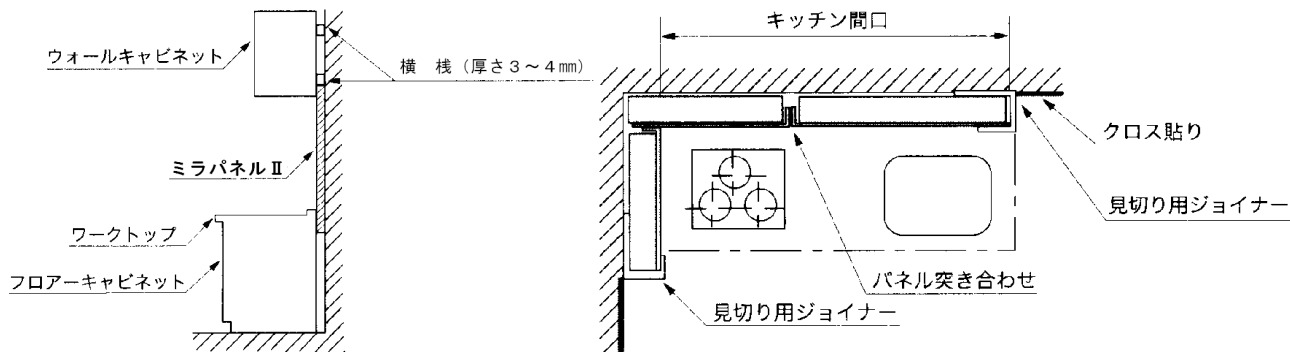 ウォールキャビネット
横 桟（厚さ３〜４㎜）
ミラパネルⅡ
ワークトップ
フロアーキャビネット
キッチン間口
クロス貼り
見切り用ジョイナー
パネル突き合わせ
見切り用ジョイナー